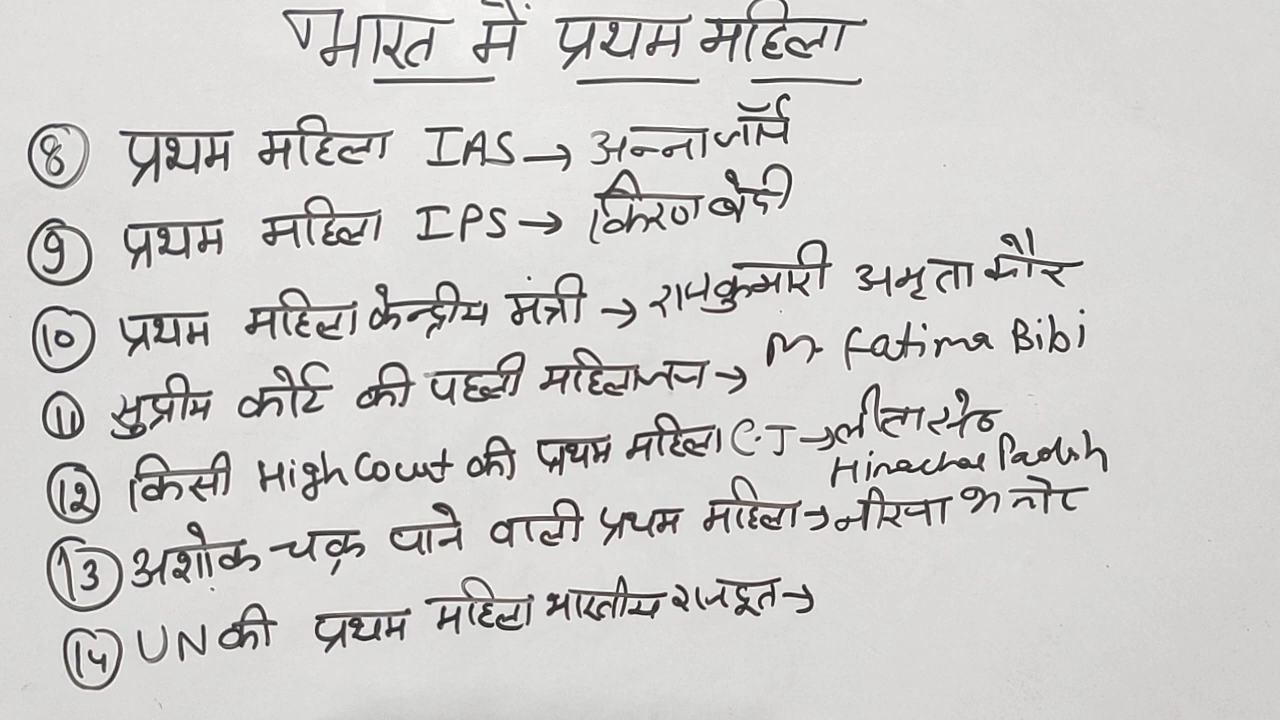 भारत में प्रथम महिला
8 प्रथम महिला IAS → अन्ना जॉर्ज
9 प्रथम महिला IPS → किरण बेदी
10 प्रथम महिला केन्द्रीय मंत्री → राजकुमारी अमृता कौर
11 सुप्रीम कोर्ट की पहली महिला जज → M. Fatima Bibi
12 किसी High Court की प्रथम महिला C.J → लीला सेठ
Himachal Pradesh
13 अशोक चक्र पाने वाली प्रथम महिला → नीरजा भनोट
14 UN की प्रथम महिला भारतीय राजदूत →